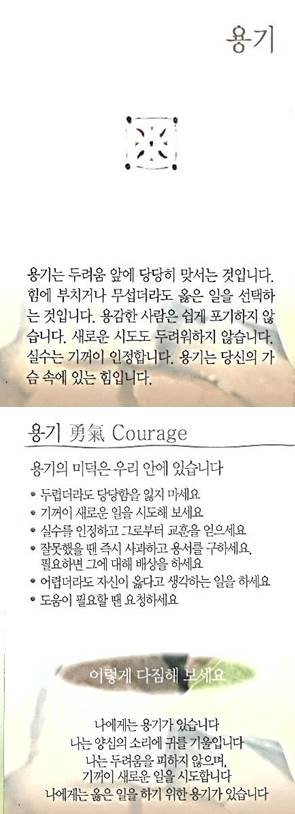 용기
용기는 두려움 앞에 당당히 맞서는 것입니다.
힘에 부치거나 무섭더라도 옳은 일을 선택하
는 것입니다. 용감한 사람은 쉽게 포기하지 않
습니다. 새로운 시도도 두려워하지 않습니다.
실수는 기꺼이 인정합니다. 용기는 당신의 가
슴 속에 있는 힘입니다.
용기 勇氣 Courage
용기의 미덕은 우리 안에 있습니다
• 두렵더라도 당당함을 잃지 마세요
• 기꺼이 새로운 일을 시도해 보세요
• 실수를 인정하고 그로부터 교훈을 얻으세요
• 잘못했을 땐 즉시 사과하고 용서를 구하세요.
필요하면 그에 대해 배상을 하세요
• 어렵더라도 자신이 옳다고 생각하는 일을 하세요
• 도움이 필요할 땐 요청하세요
이렇게 다짐해 보세요
나에게는 용기가 있습니다
나는 양심의 소리에 귀를 기울입니다
나는 두려움을 피하지 않으며,
기꺼이 새로운 일을 시도합니다
나에게는 옳은 일을 하기 위한 용기가 있습니다